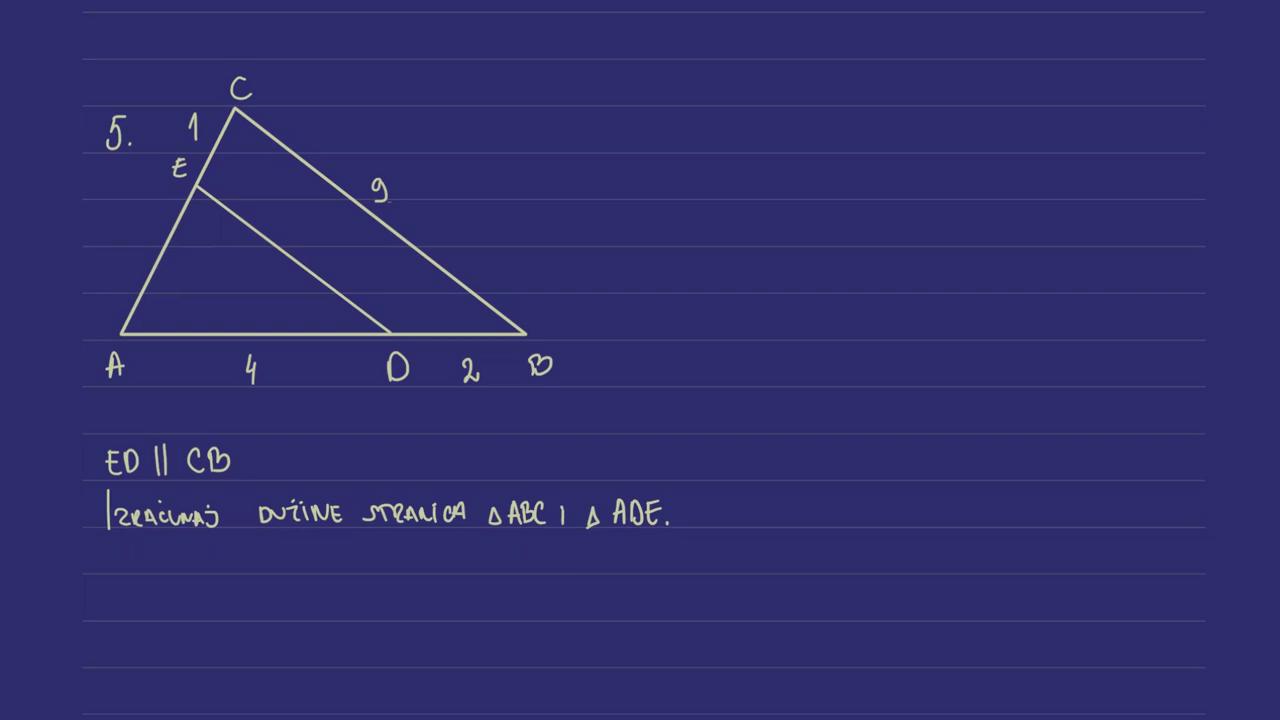 C
5. 1
E
9
A 4 D 2 B
ED || CB
IZRAČUNAJ DUŽINE STRANICA △ ABC I △ ADE.